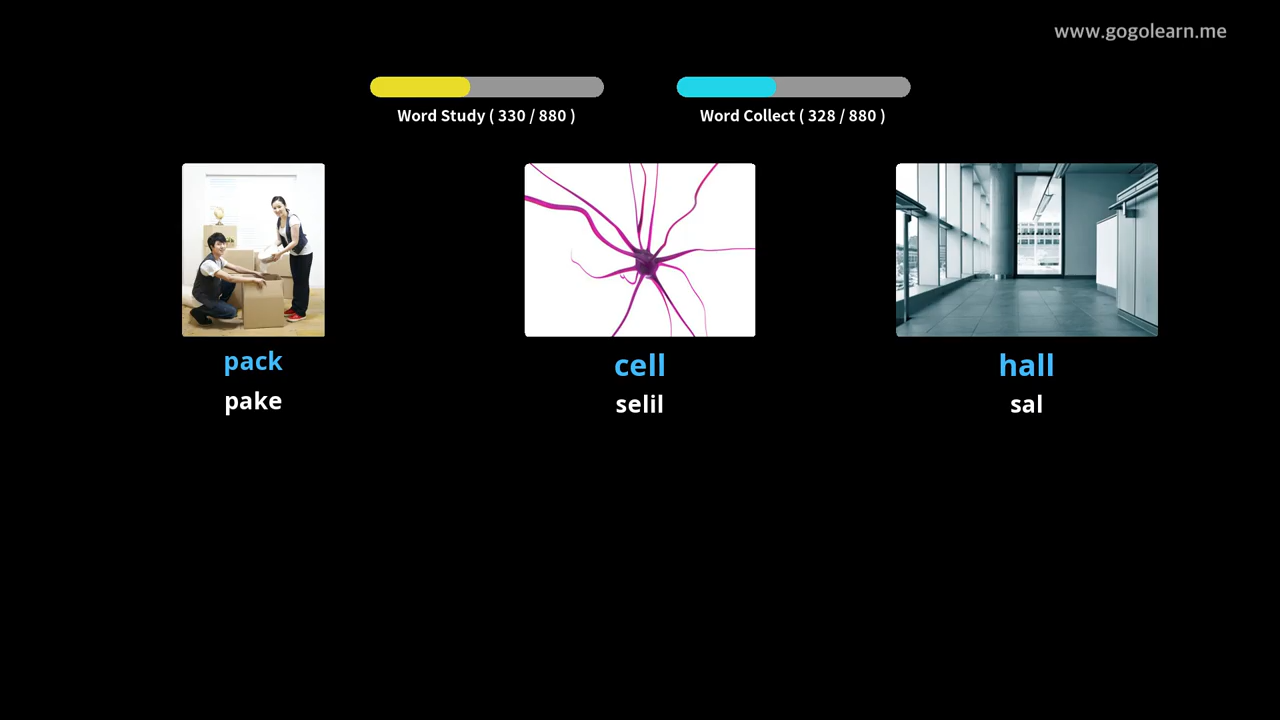 www.gogolearn.me
Word Study ( 330 / 880 )
Word Collect ( 328 / 880 )
pack
pake
cell
selil
hall
sal